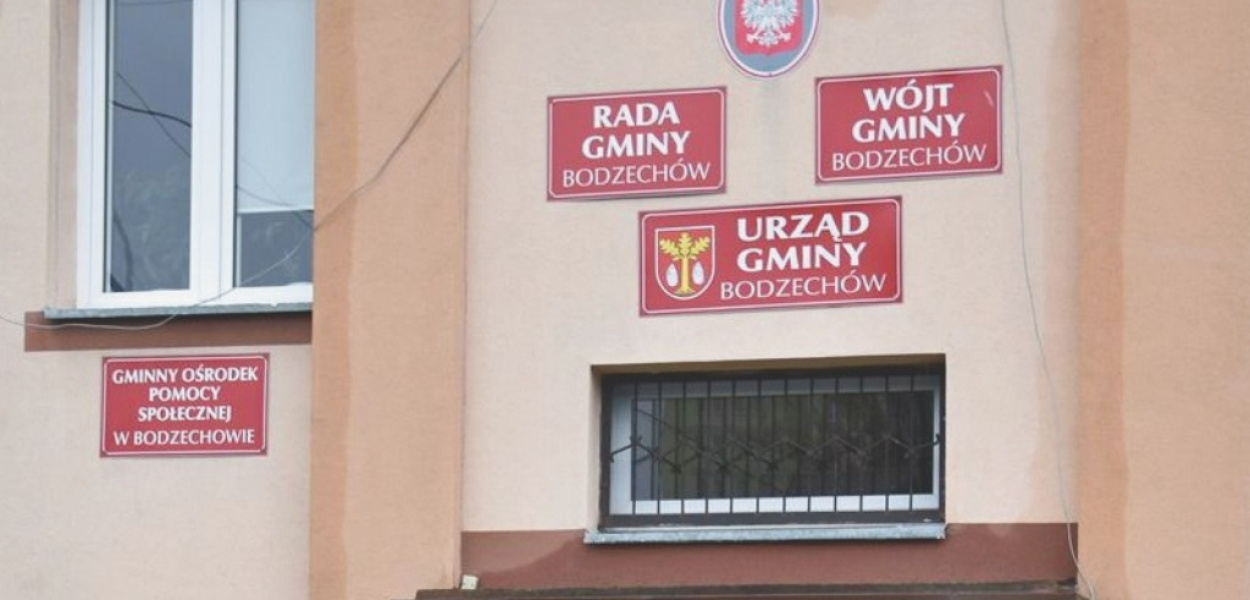 RADA
GMINY
BODZECHÓW
WÓJT
GMINY
BODZECHÓW
URZĄD
GMINY
BODZECHÓW
GMINNY OŚRODEK
POMOCY
SPOŁECZNEJ
W BODZECHOWIE